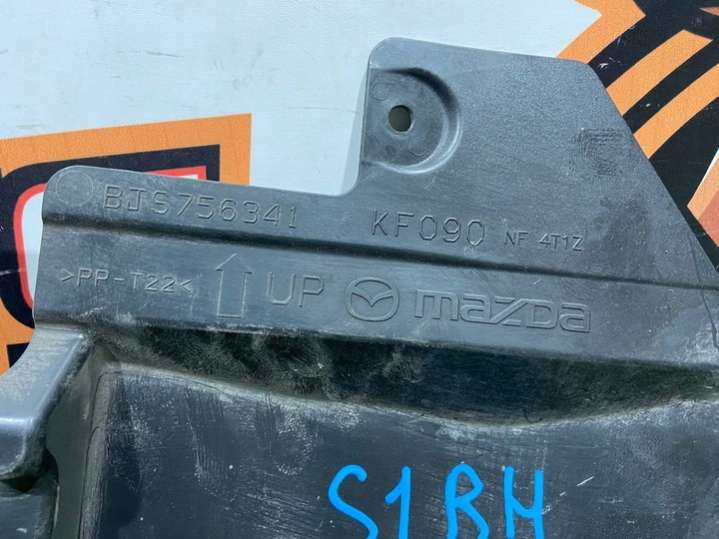 BJS756341 KF090 NF 4T1Z
>PP-T22< UP mazda
S1BH